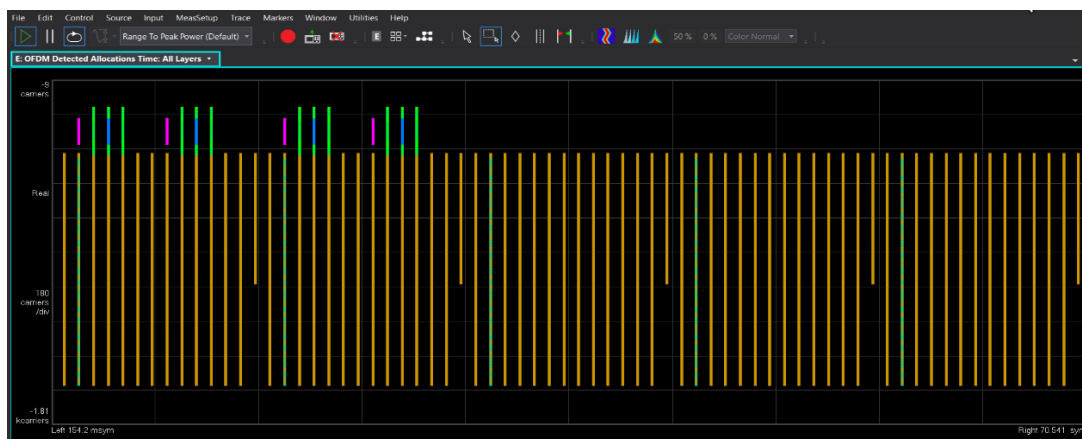 File Edit Control Source Input MeasSetup Trace Markers Window Utilities Help
Range To Peak Power (Default) E 50 % 0 % Color Normal
E: OFDM Detected Allocations Time: All Layers
-9
carriers
Real
180
carriers
/div
-1.81
kcarriers
Left 154.2 msym Right 70.541 sym